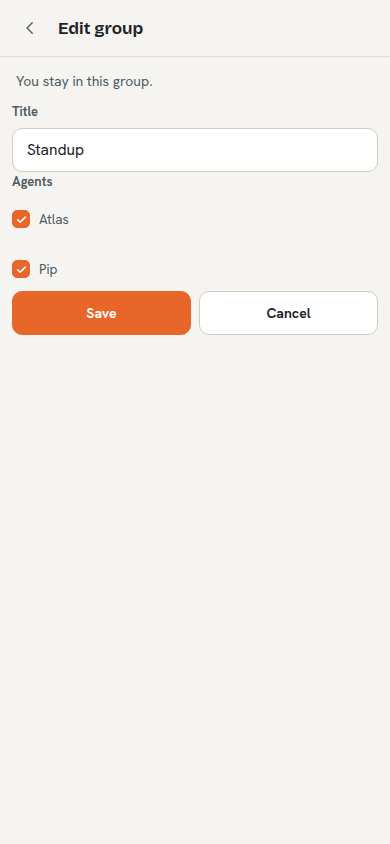 Edit group
You stay in this group.
Title
Standup
Agents
Atlas
Pip
Save
Cancel